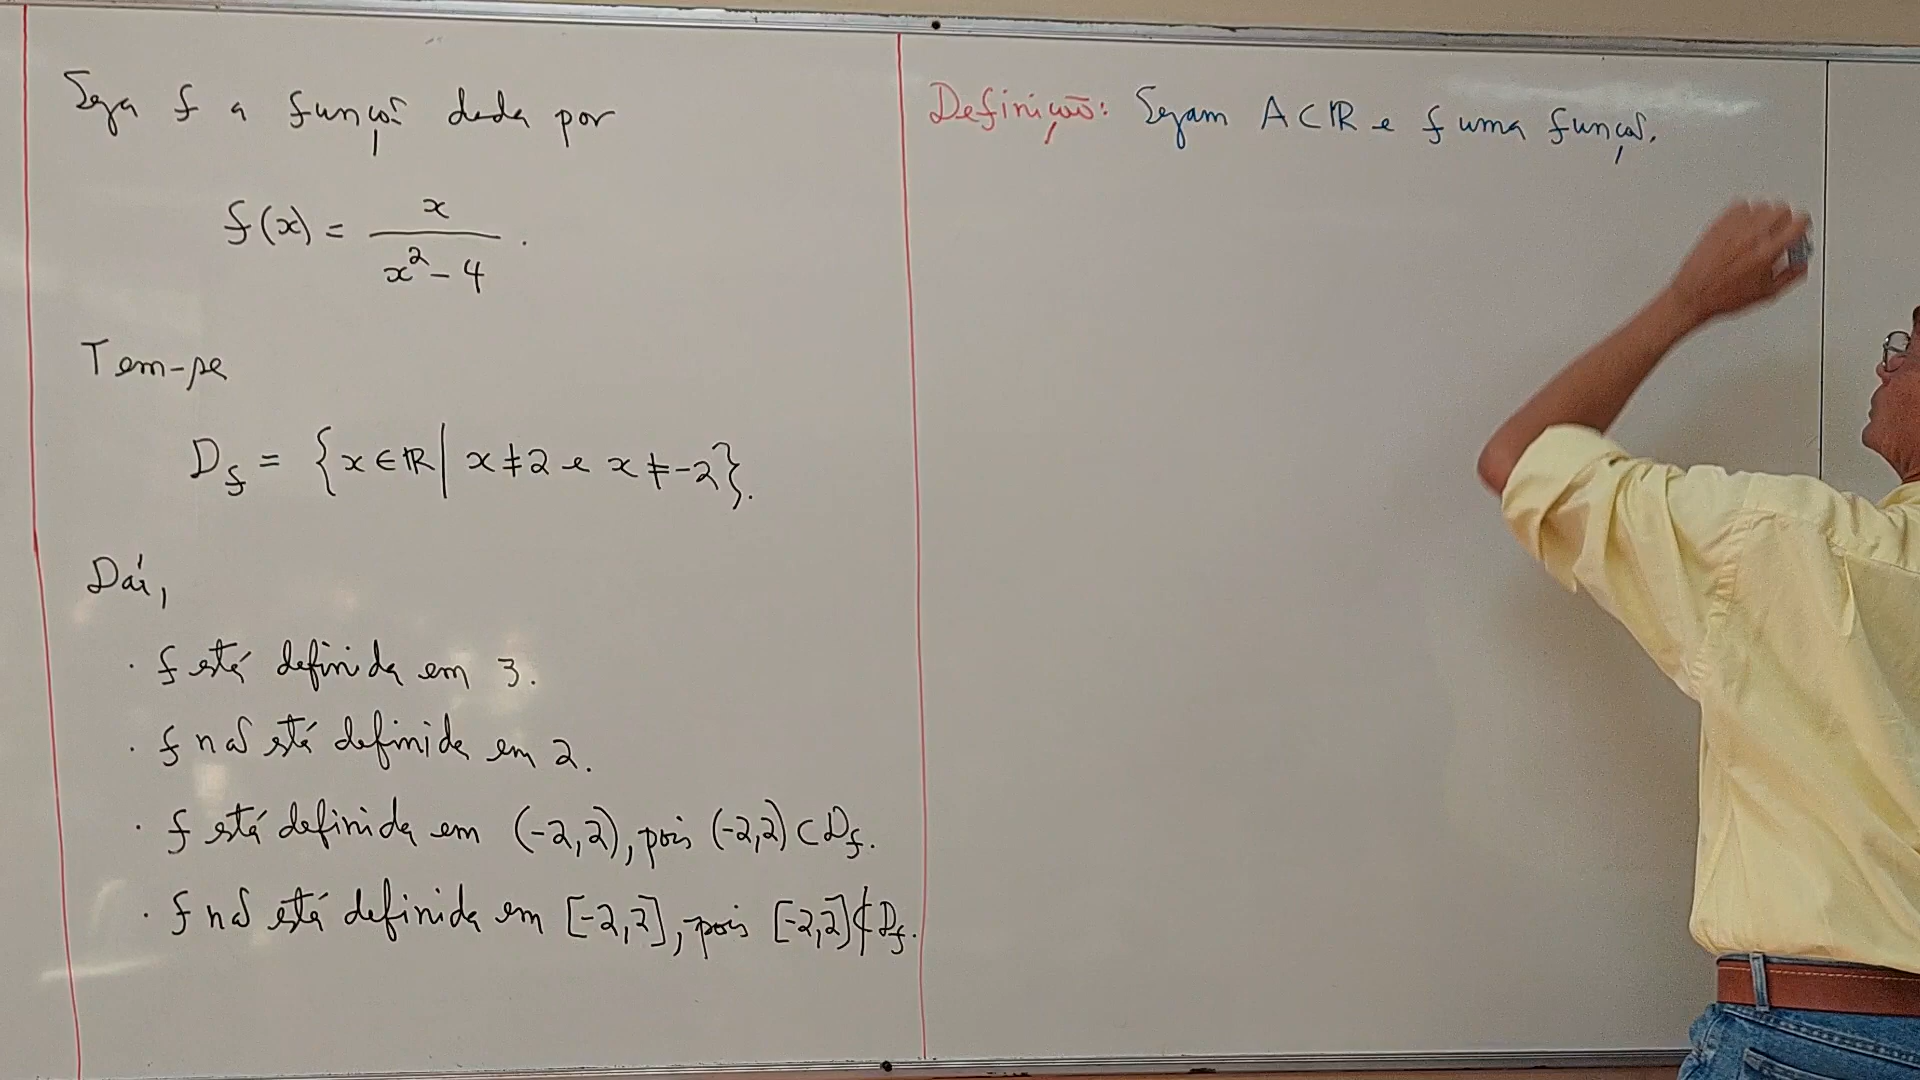 Seja f a função dada por
f(x) = x / (x² - 4).
Tem-se
D_f = {x ∈ ℝ | x ≠ 2 e x ≠ -2}.
Daí,
· f está definida em 3.
· f não está definida em 2.
· f está definida em (-2,2), pois (-2,2) ⊂ D_f.
· f não está definida em [-2,2], pois [-2,2] ⊄ D_f.
Definição: Sejam A ⊂ ℝ e f uma função.